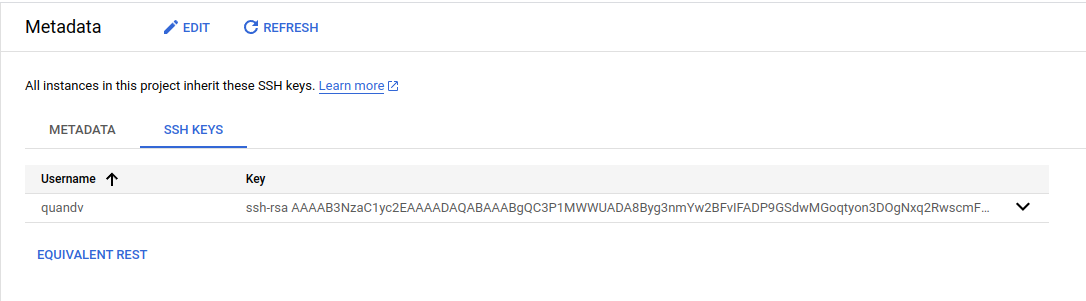 Metadata EDIT REFRESH
All instances in this project inherit these SSH keys. Learn more
METADATA SSH KEYS
Username Key
quandv ssh-rsa AAAAB3NzaC1yc2EAAAADAQABAAABgQC3P1MWWUADA8Byg3nmYw2BFvIFADP9GSdwMGoqtyon3DOgNxq2RwscmF...
EQUIVALENT REST